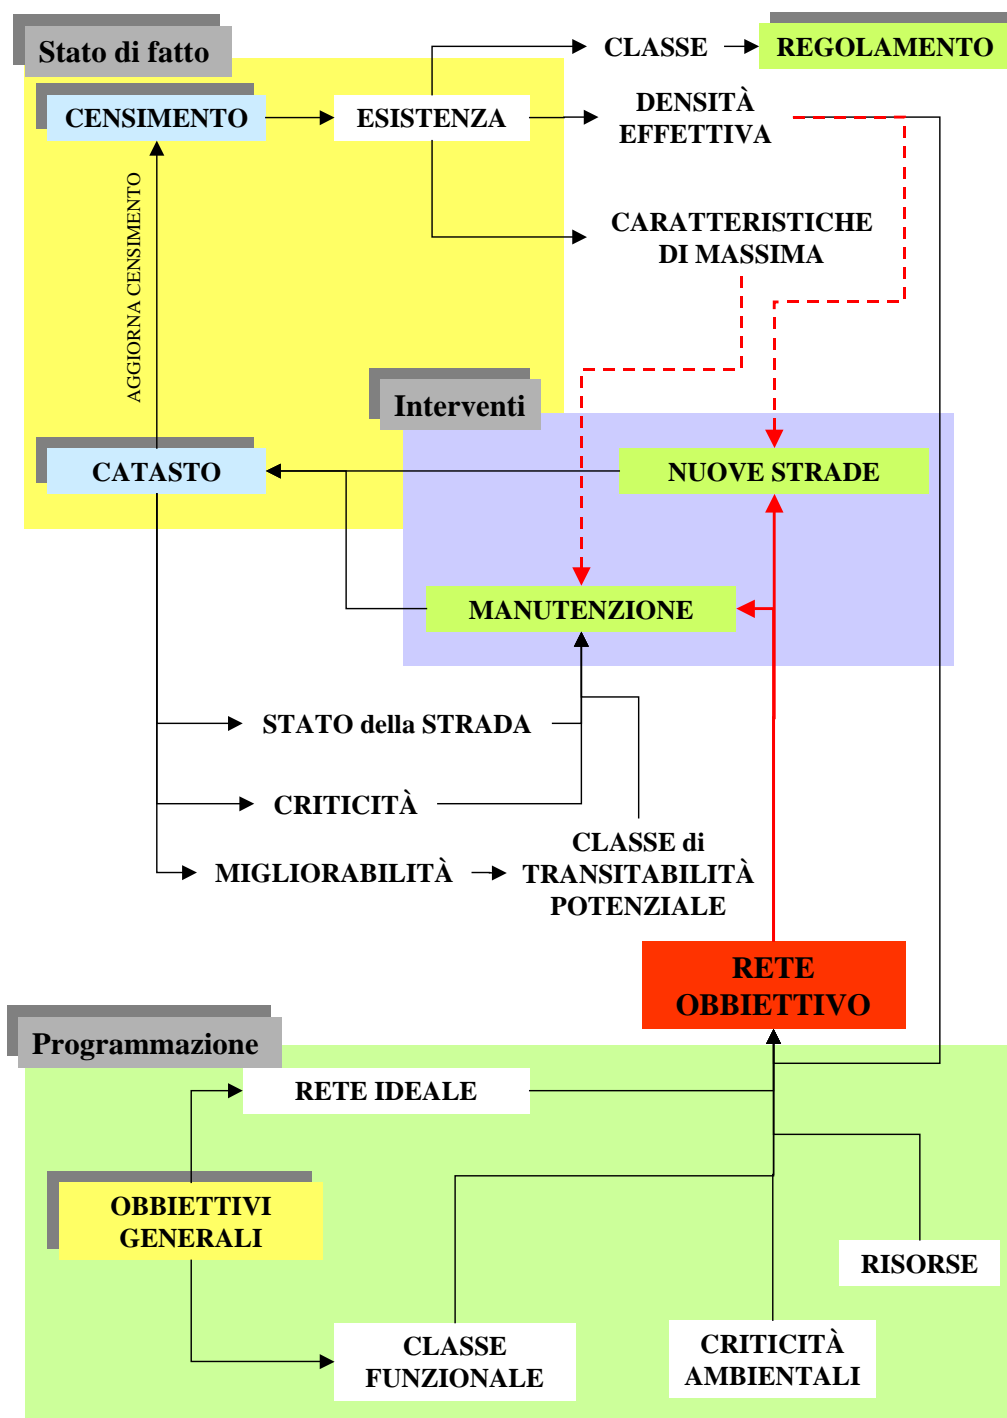 Stato di fatto
CLASSE
REGOLAMENTO
CENSIMENTO
ESISTENZA
DENSITÀ
EFFETTIVA
AGGIORNA CENSIMENTO
CARATTERISTICHE
DI MASSIMA
Interventi
CATASTO
NUOVE STRADE
MANUTENZIONE
STATO della STRADA
CRITICITÀ
MIGLIORABILITÀ
CLASSE di
TRANSITABILITÀ
POTENZIALE
RETE
OBBIETTIVO
Programmazione
RETE IDEALE
OBBIETTIVI
GENERALI
RISORSE
CLASSE
FUNZIONALE
CRITICITÀ
AMBIENTALI